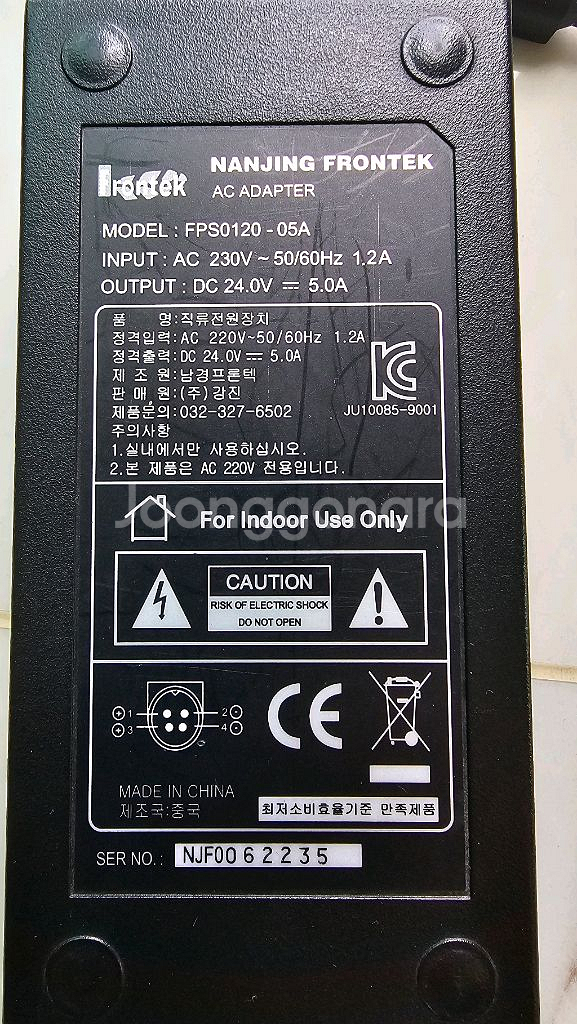 Frontek
NANJING FRONTEK
AC ADAPTER
MODEL : FPS0120 - 05A
INPUT : AC 230V ~ 50/60Hz 1.2A
OUTPUT : DC 24.0V ⎓ 5.0A
품 명:직류전원장치
정격입력:AC 220V~50/60Hz 1.2A
정격출력:DC 24.0V ⎓ 5.0A
제 조 원:남경프론텍
판 매 원:(주)강진
제품문의:032-327-6502
주의사항
1.실내에서만 사용하십시오.
2.본 제품은 AC 220V 전용입니다.
JU10085-9001
Joonggonara
For Indoor Use Only
CAUTION
RISK OF ELECTRIC SHOCK
DO NOT OPEN
⊕ 1 2 ⊖
⊕ 3 4 ⊖
CE
MADE IN CHINA
제조국:중국
최저소비효율기준 만족제품
SER NO.: NJF0062235